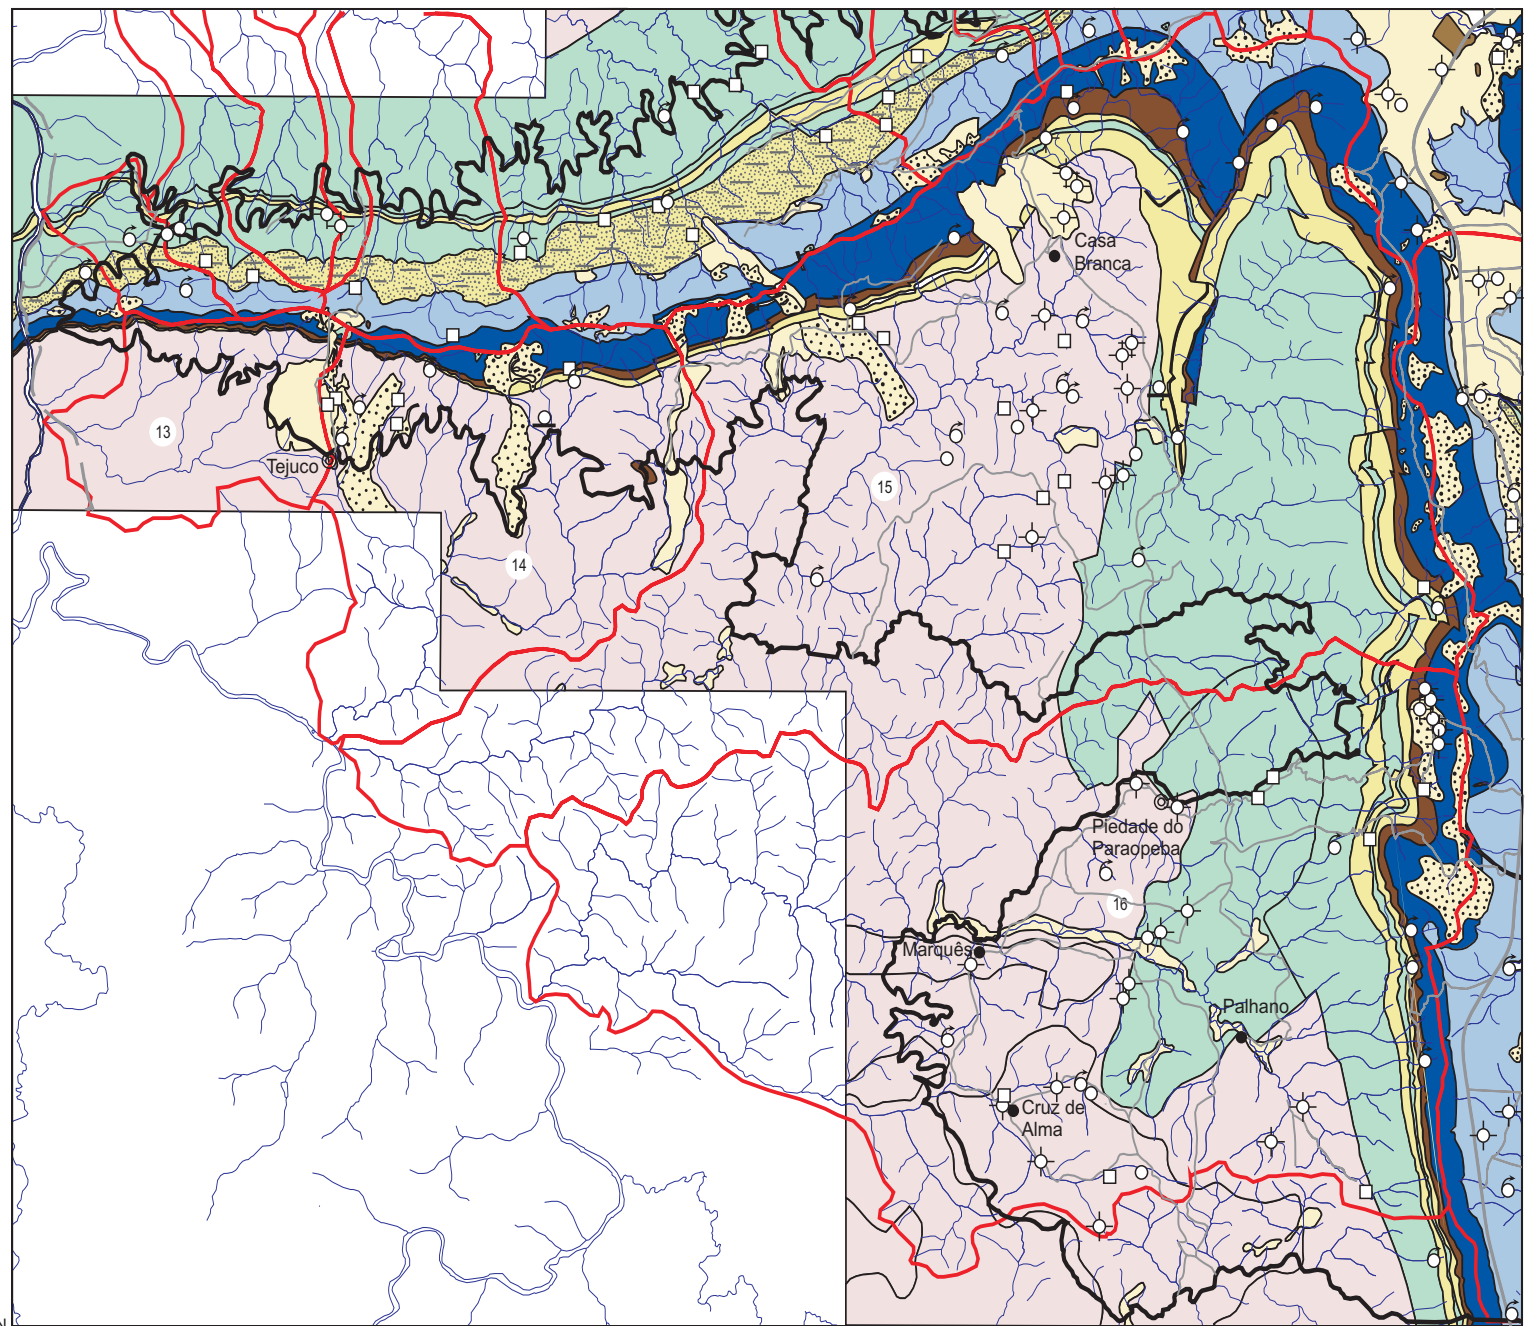 Casa
Branca
13
Tejuco
15
14
Piedade do
Paraopeba
16
Marquês
Palhano
Cruz de
Alma